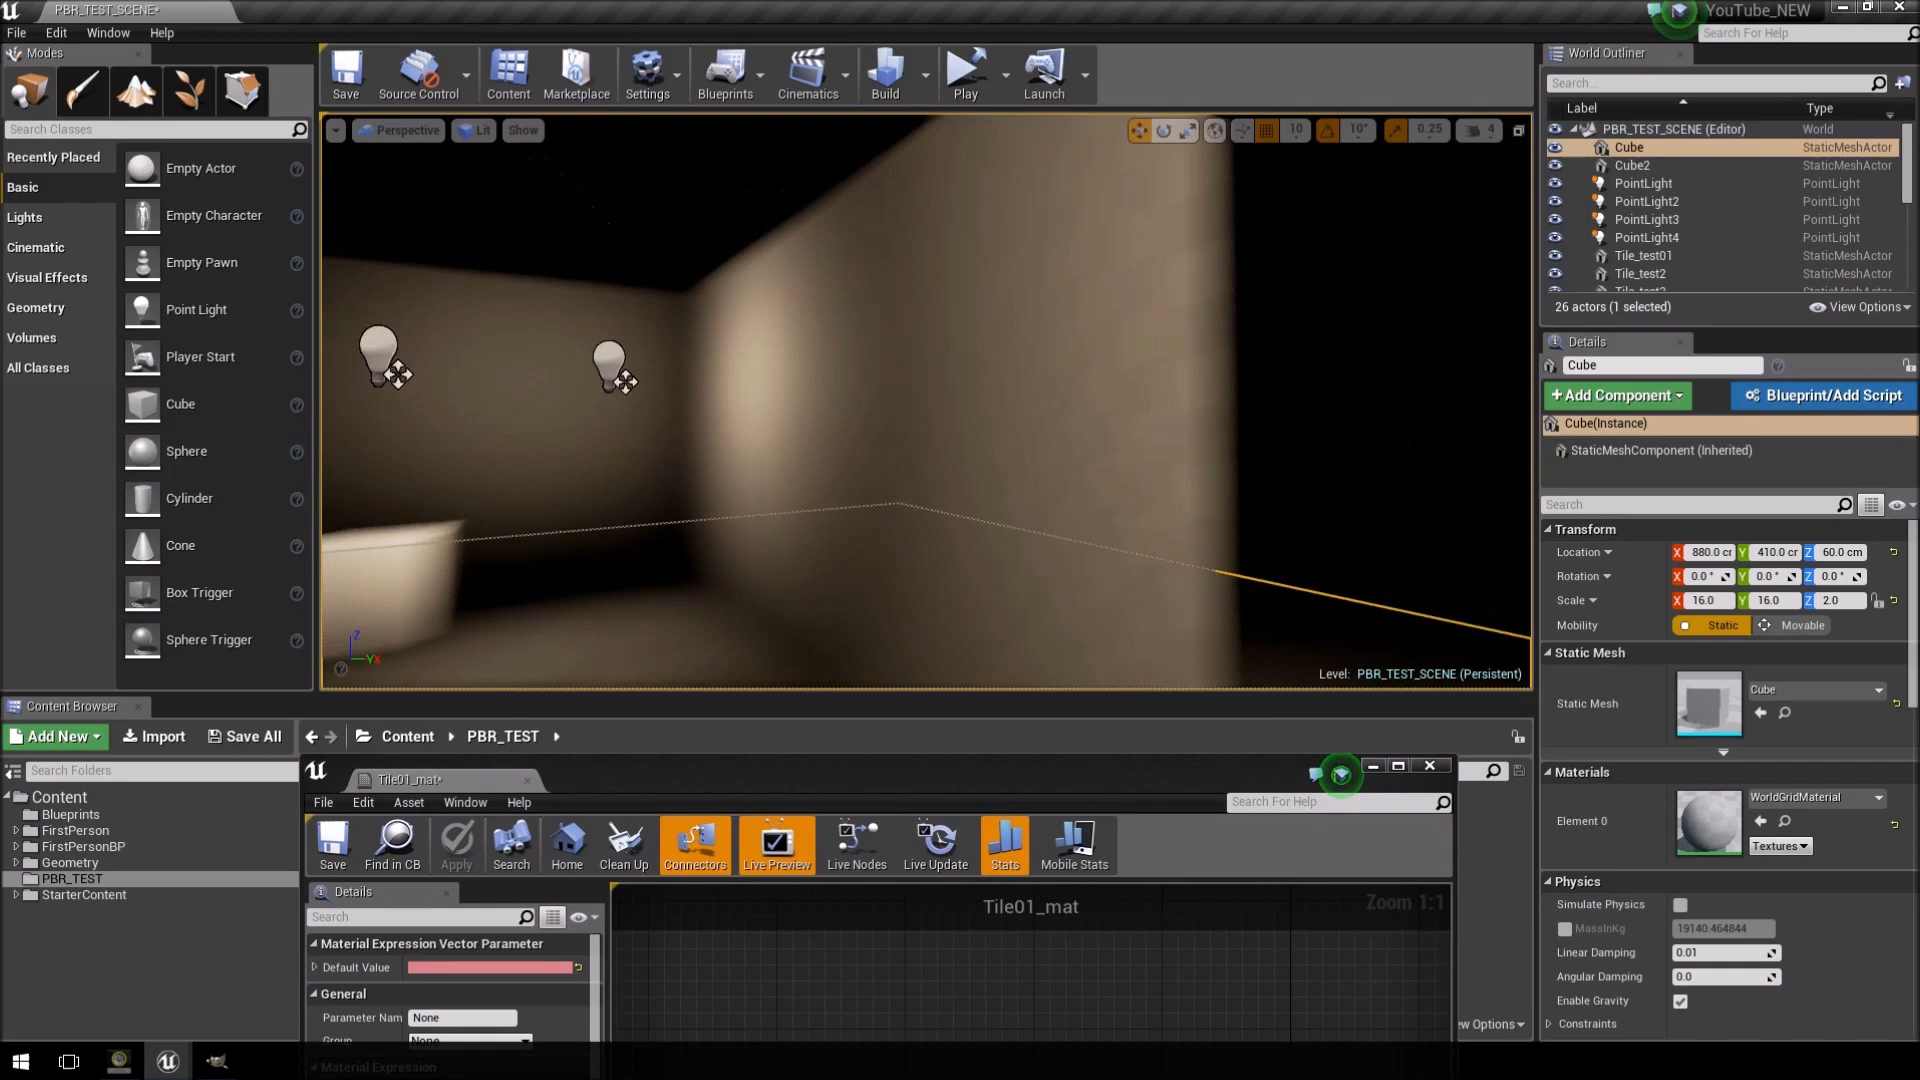 PBR_TEST_SCENE*
YouTube_NEW
File Edit Window Help
Search For Help
Modes
Search Classes
Recently Placed
Basic
Lights
Cinematic
Visual Effects
Geometry
Volumes
All Classes
Empty Actor
Empty Character
Empty Pawn
Point Light
Player Start
Cube
Sphere
Cylinder
Cone
Box Trigger
Sphere Trigger
Save Source Control Content Marketplace Settings Blueprints Cinematics Build Play Launch
Perspective Lit Show
10 10° 0.25 4
Z
Y X
Level: PBR_TEST_SCENE (Persistent)
World Outliner
Search...
Label Type
PBR_TEST_SCENE (Editor) World
Cube StaticMeshActor
Cube2 StaticMeshActor
PointLight PointLight
PointLight2 PointLight
PointLight3 PointLight
PointLight4 PointLight
Tile_test01 StaticMeshActor
Tile_test2 StaticMeshActor
26 actors (1 selected) View Options
Details
Cube
+Add Component Blueprint/Add Script
Cube(Instance)
StaticMeshComponent (Inherited)
Search
Transform
Location X 880.0 cr Y 410.0 cr Z 60.0 cm
Rotation X 0.0 ° Y 0.0 ° Z 0.0 °
Scale X 16.0 Y 16.0 Z 2.0
Mobility Static Movable
Static Mesh
Static Mesh Cube
Materials
Element 0 WorldGridMaterial
Textures
Physics
Simulate Physics
MassInKg 19140.464844
Linear Damping 0.01
Angular Damping 0.0
Enable Gravity
Constraints
Content Browser
Add New Import Save All
Content PBR_TEST
Search Folders
Content
Blueprints
FirstPerson
FirstPersonBP
Geometry
PBR_TEST
StarterContent
Tile01_mat*
File Edit Asset Window Help
Search For Help
Save Find in CB Apply Search Home Clean Up Connectors Live Preview Live Nodes Live Update Stats Mobile Stats
Details
Search
Material Expression Vector Parameter
Default Value
General
Parameter Nam None
Group None
Material Expression
Tile01_mat
Zoom 1:1
ew Options